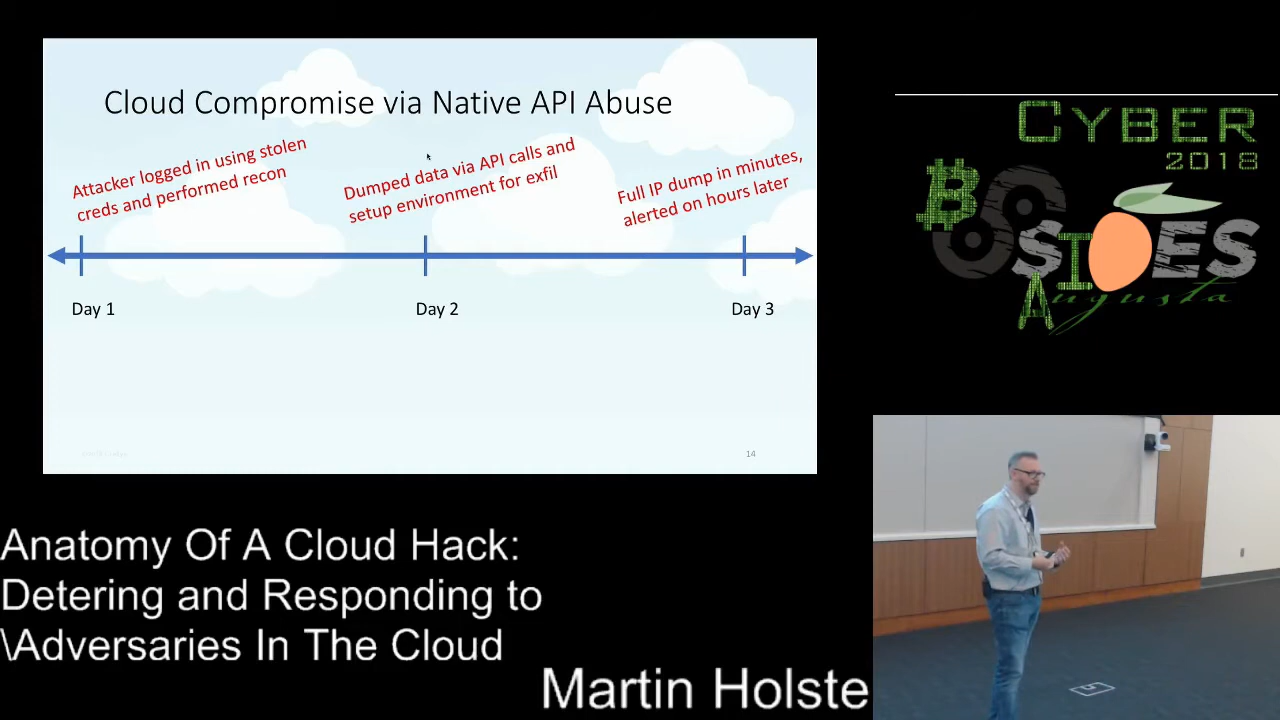 Cloud Compromise via Native API Abuse
Attacker logged in using stolen
creds and performed recon
Dumped data via API calls and
setup environment for exfil
Full IP dump in minutes,
alerted on hours later
Day 1
Day 2
Day 3
14
CYBER
2018
BSIDES
Augusta
Anatomy Of A Cloud Hack:
Detering and Responding to
\Adversaries In The Cloud
Martin Holste